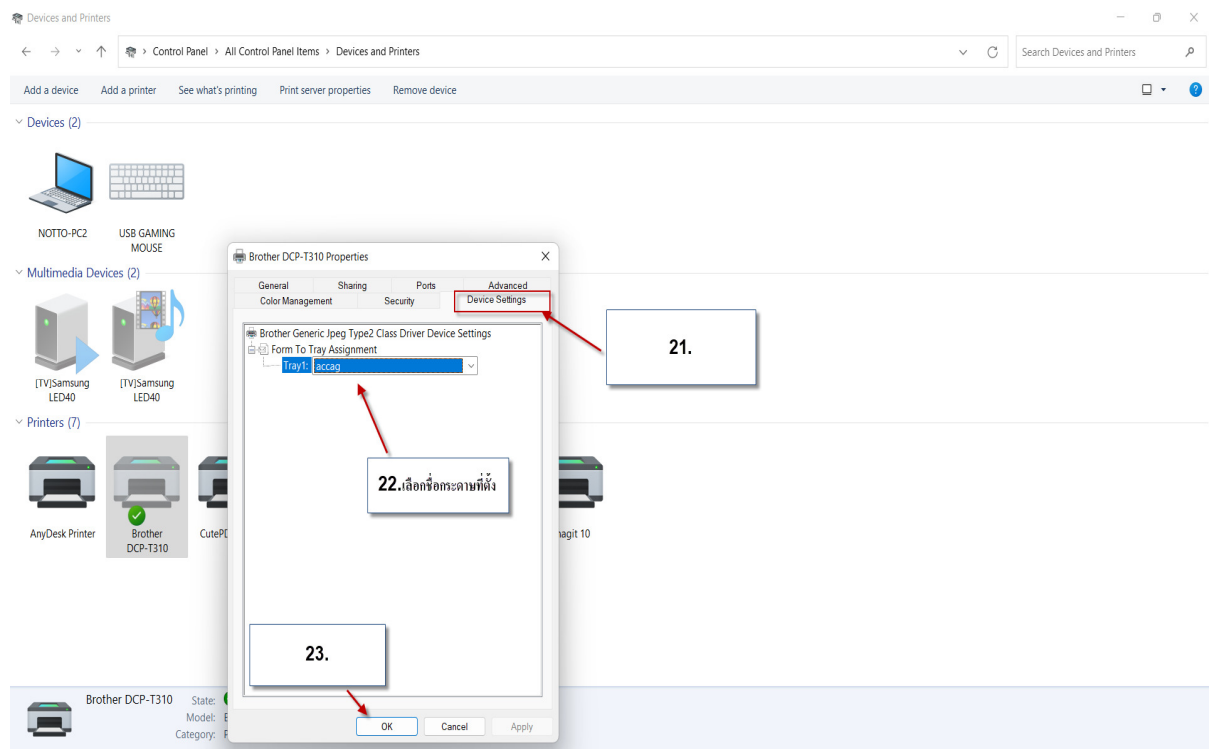 Devices and Printers
Control Panel > All Control Panel Items > Devices and Printers
Search Devices and Printers
Add a device Add a printer See what's printing Print server properties Remove device
Devices (2)
NOTTO-PC2
USB GAMING
MOUSE
Multimedia Devices (2)
[TV]Samsung
LED40
[TV]Samsung
LED40
Printers (7)
AnyDesk Printer
Brother
DCP-T310
CutePD
nagit 10
Brother DCP-T310 Properties
General Sharing Ports Advanced
Color Management Security Device Settings
Brother Generic Jpeg Type2 Class Driver Device Settings
Form To Tray Assignment
Tray1: accag
21.
22.เลือกชื่อกระดาษที่ตั้ง
23.
OK Cancel Apply
Brother DCP-T310 State:
Model:
Category: